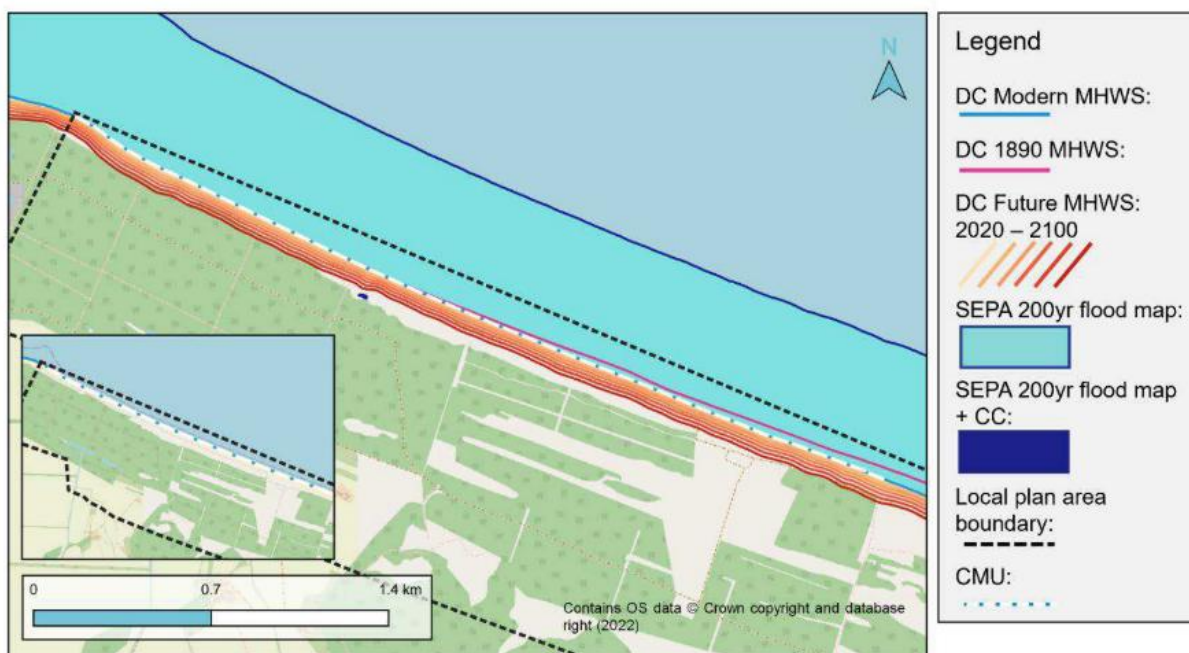 N
0 0.7 1.4 km
Contains OS data © Crown copyright and database
right (2022)
Legend
DC Modern MHWS:
DC 1890 MHWS:
DC Future MHWS:
2020 – 2100
SEPA 200yr flood map:
SEPA 200yr flood map
+ CC:
Local plan area
boundary:
CMU: